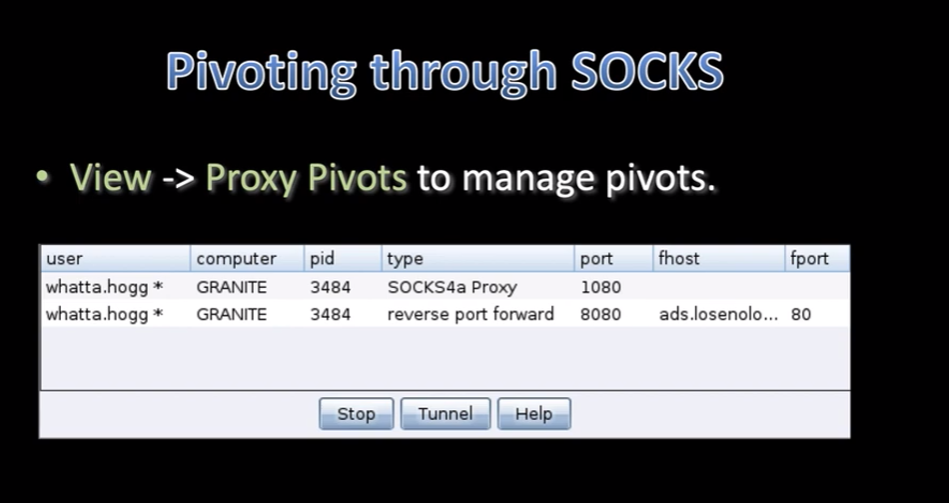 Pivoting through SOCKS
• View -> Proxy Pivots to manage pivots.
user computer pid type port fhost fport
whatta.hogg * GRANITE 3484 SOCKS4a Proxy 1080
whatta.hogg * GRANITE 3484 reverse port forward 8080 ads.losenolo... 80
Stop Tunnel Help